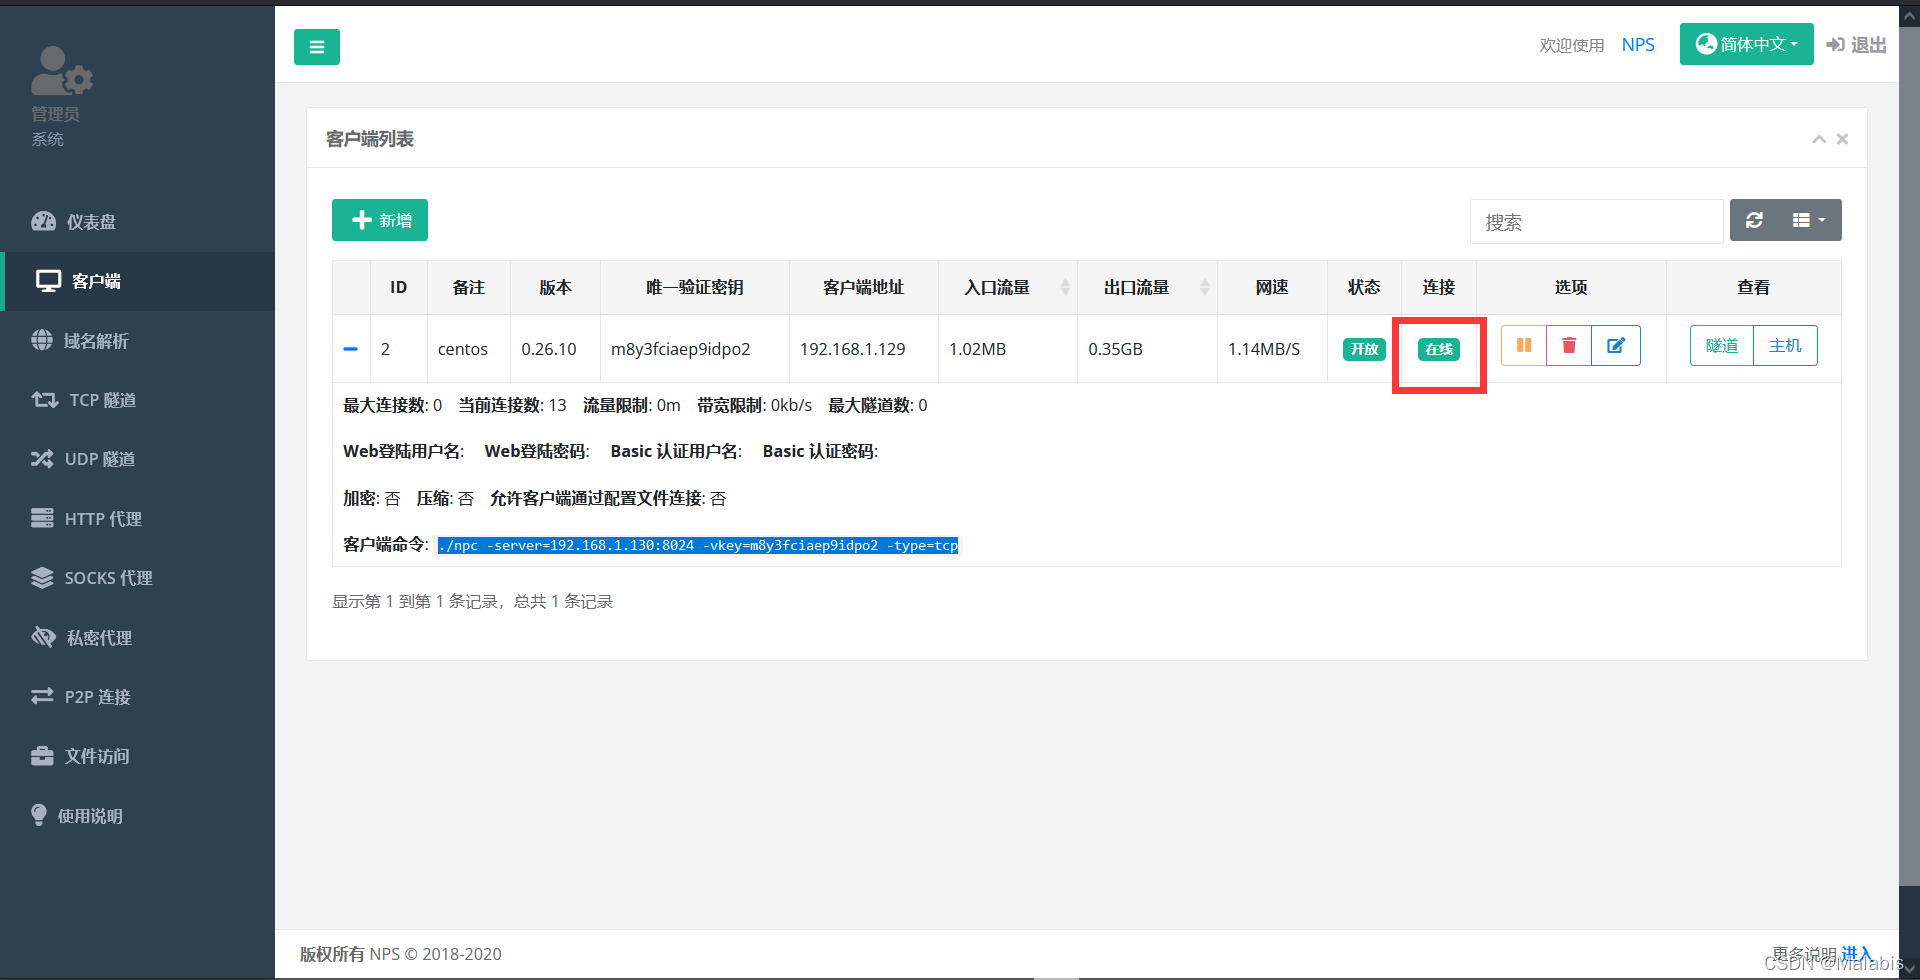 管理员
系统
仪表盘
客户端
域名解析
TCP 隧道
UDP 隧道
HTTP 代理
SOCKS 代理
私密代理
P2P 连接
文件访问
使用说明
欢迎使用 NPS 简体中文 退出
客户端列表
新增 搜索
ID 备注 版本 唯一验证密钥 客户端地址 入口流量 出口流量 网速 状态 连接 选项 查看
2 centos 0.26.10 m8y3fciaep9idpo2 192.168.1.129 1.02MB 0.35GB 1.14MB/S 开放 在线 隧道 主机
最大连接数: 0 当前连接数: 13 流量限制: 0m 带宽限制: 0kb/s 最大隧道数: 0
Web登陆用户名: Web登陆密码: Basic 认证用户名: Basic 认证密码:
加密: 否 压缩: 否 允许客户端通过配置文件连接: 否
客户端命令: ./npc -server=192.168.1.130:8024 -vkey=m8y3fciaep9idpo2 -type=tcp
显示第 1 到第 1 条记录，总共 1 条记录
版权所有 NPS © 2018-2020 更多说明 进入
CSDN @Malabis